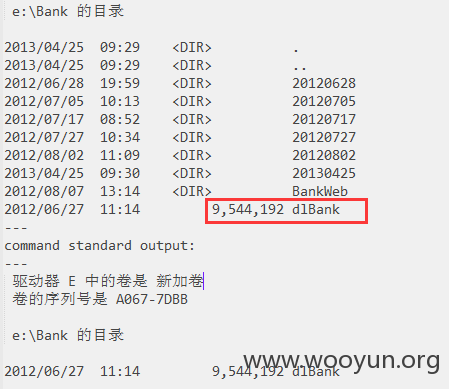 e:\Bank 的目录
2013/04/25  09:29    <DIR>          .
2013/04/25  09:29    <DIR>          ..
2012/06/28  19:59    <DIR>          20120628
2012/07/05  10:13    <DIR>          20120705
2012/07/17  08:52    <DIR>          20120717
2012/07/27  10:34    <DIR>          20120727
2012/08/02  11:09    <DIR>          20120802
2013/04/25  09:30    <DIR>          20130425
2012/08/07  13:14    <DIR>          BankWeb
2012/06/27  11:14         9,544,192 dlBank
---
command standard output:
---
驱动器 E 中的卷是 新加卷
卷的序列号是 A067-7DBB
e:\Bank 的目录
2012/06/27  11:14         9,544,192 dlBank
www.wooyun.org